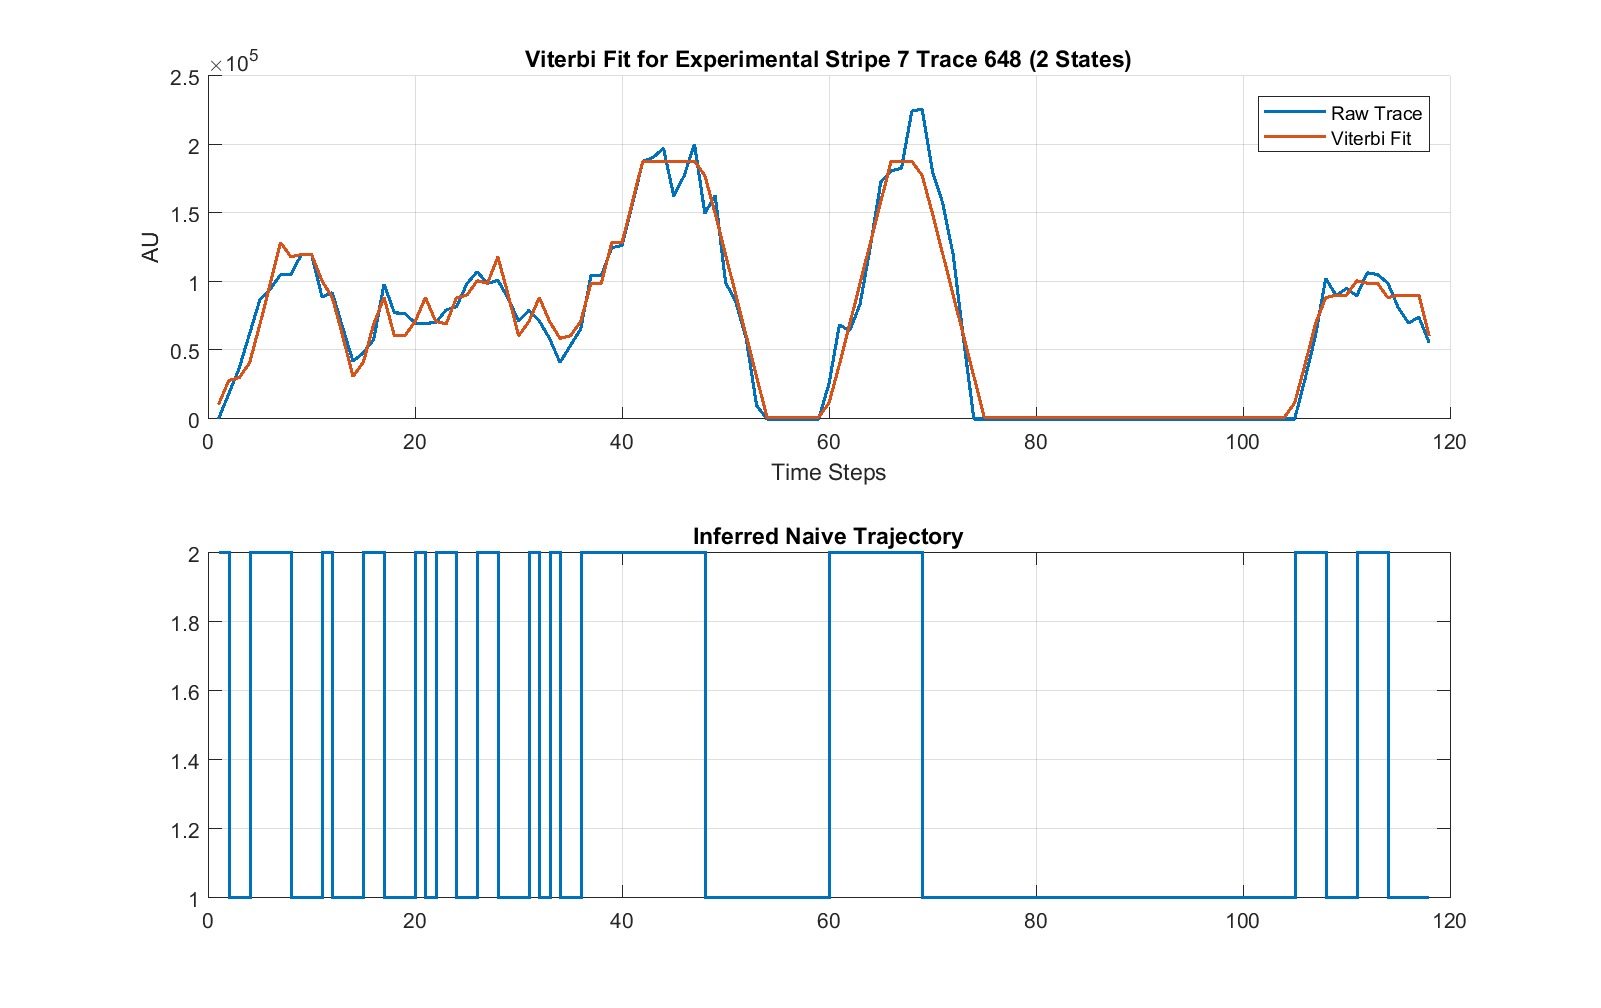 Viterbi Fit for Experimental Stripe 7 Trace 648 (2 States)
×10^5
2.5
2
1.5
1
0.5
0
AU
Raw Trace
Viterbi Fit
0 20 40 60 80 100 120
Time Steps
Inferred Naive Trajectory
2
1.8
1.6
1.4
1.2
1
0 20 40 60 80 100 120